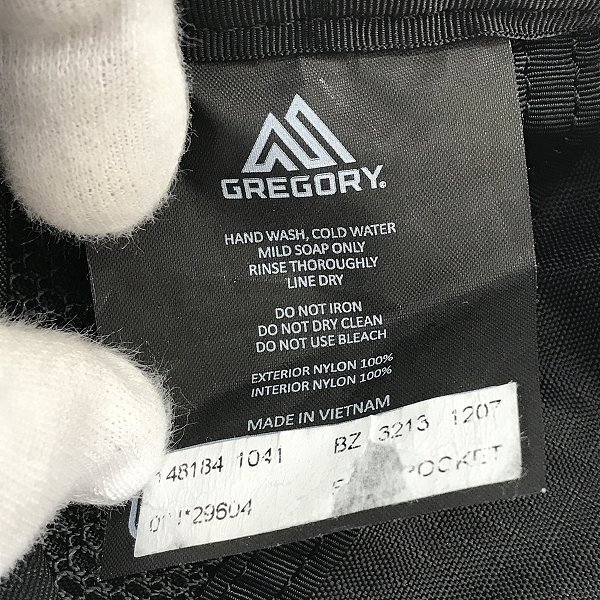 GREGORY®
HAND WASH, COLD WATER
MILD SOAP ONLY
RINSE THOROUGHLY
LINE DRY
DO NOT IRON
DO NOT DRY CLEAN
DO NOT USE BLEACH
EXTERIOR NYLON 100%
INTERIOR NYLON 100%
MADE IN VIETNAM
148184 1041 BZ 3213 1207
POCKET